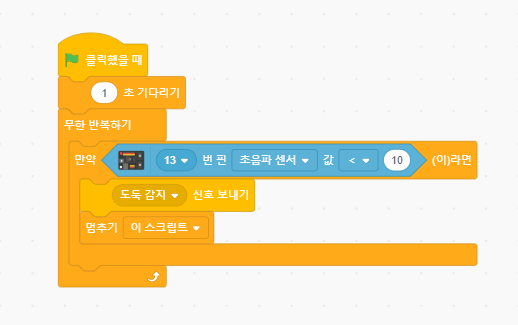 클릭했을 때
1 초 기다리기
무한 반복하기
만약 13 번 핀 초음파 센서 값 < 10 (이)라면
도둑 감지 신호 보내기
멈추기 이 스크립트